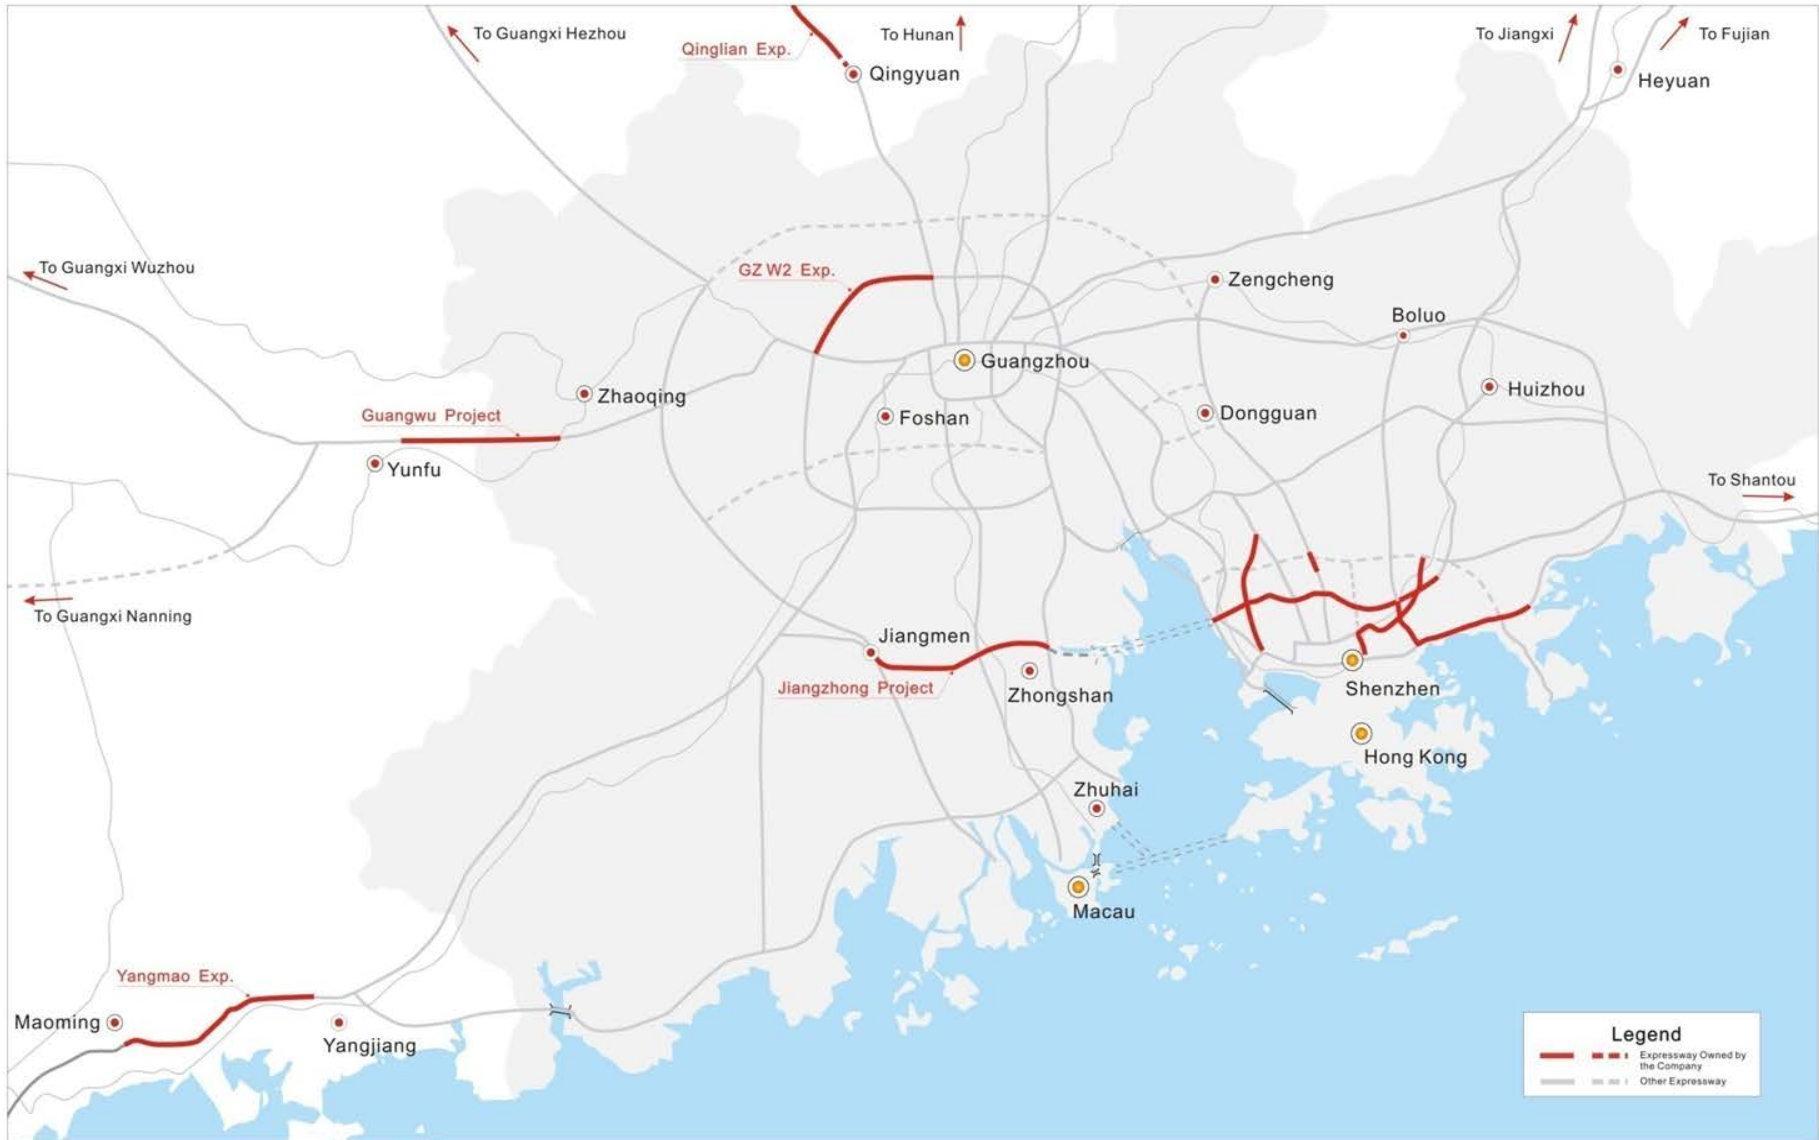 To Guangxi Hezhou
Qinglian Exp.
To Hunan
Qingyuan
To Jiangxi
To Fujian
Heyuan
To Guangxi Wuzhou
GZ W2 Exp.
Zengcheng
Boluo
Guangzhou
Zhaoqing
Huizhou
Guangwu Project
Foshan
Dongguan
Yunfu
To Shantou
To Guangxi Nanning
Jiangmen
Jiangzhong Project
Zhongshan
Shenzhen
Hong Kong
Zhuhai
Macau
Yangmao Exp.
Maoming
Yangjiang
Legend
Expressway Owned by
the Company
Other Expressway